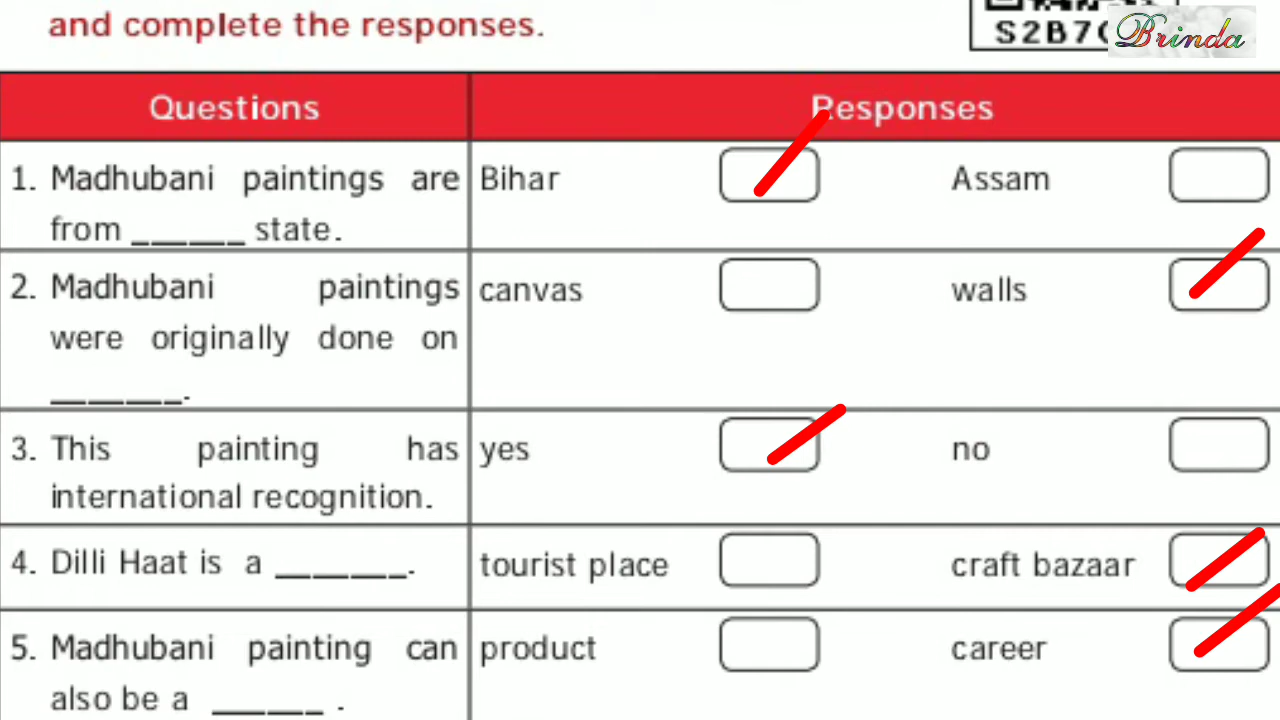 and complete the responses.
S2B7
Brinda
Questions Responses
1. Madhubani paintings are Bihar Assam
from ______ state.
2. Madhubani paintings canvas walls
were originally done on
_______.
3. This painting has yes no
international recognition.
4. Dilli Haat is a _______. tourist place craft bazaar
5. Madhubani painting can product career
also be a ______ .